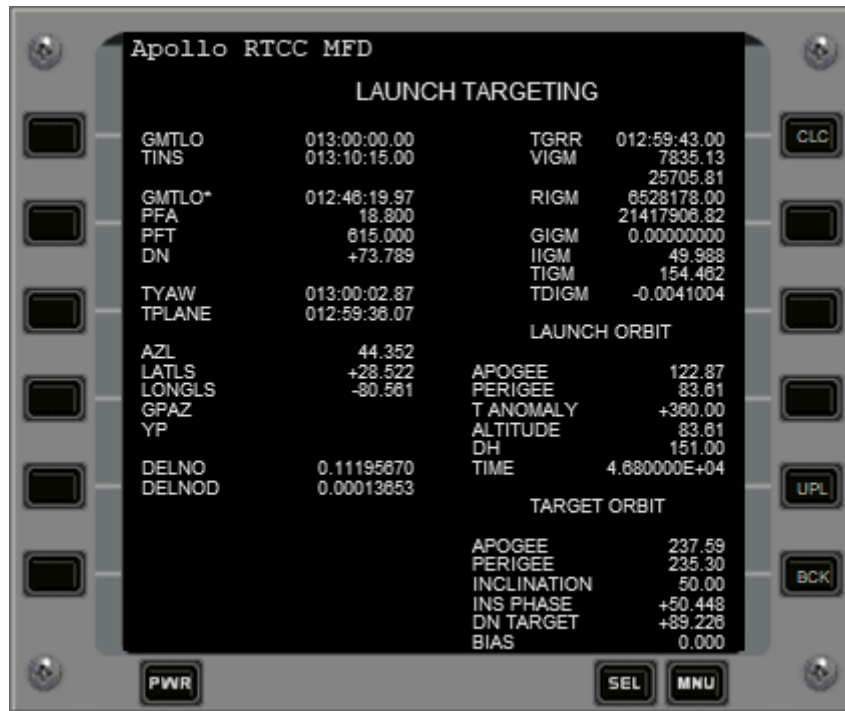 Apollo RTCC MFD
LAUNCH TARGETING
GMTLO 013:00:00.00
TINS 013:10:15.00
GMTLO* 012:46:19.97
PFA 18.800
PFT 615.000
DN +73.789
TYAW 013:00:02.87
TPLANE 012:59:36.07
AZL 44.352
LATLS +28.522
LONGLS -80.561
GPAZ
YP
DELNO 0.11195670
DELNOD 0.00013653
TGRR 012:59:43.00
VIGM 7835.13
25705.81
RIGM 6528178.00
21417906.82
GIGM 0.00000000
IIGM 49.988
TIGM 154.462
TDIGM -0.0041004
LAUNCH ORBIT
APOGEE 122.87
PERIGEE 83.61
T ANOMALY +360.00
ALTITUDE 83.61
DH 151.00
TIME 4.680000E+04
TARGET ORBIT
APOGEE 237.59
PERIGEE 235.30
INCLINATION 50.00
INS PHASE +50.448
DN TARGET +89.226
BIAS 0.000
CLC
UPL
BCK
PWR
SEL
MNU